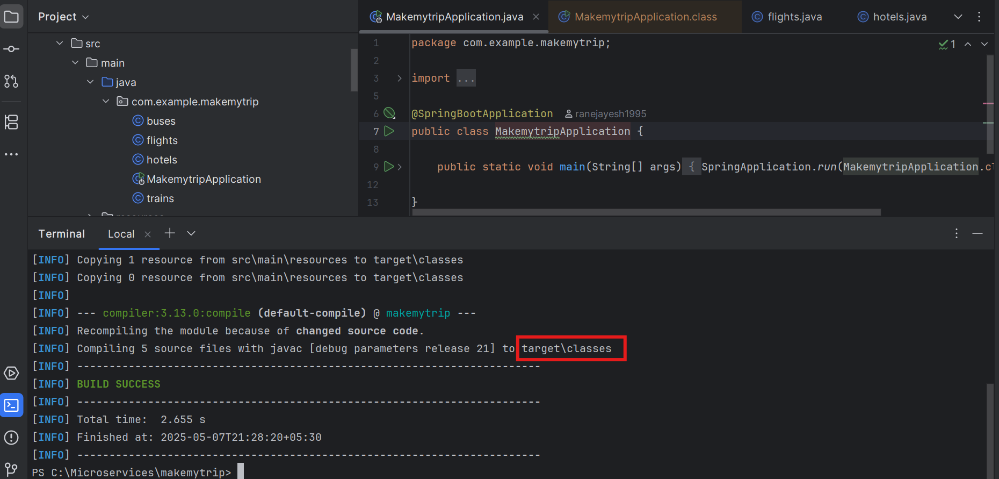 Project
MakemytripApplication.java
MakemytripApplication.class
flights.java
hotels.java
src
main
java
com.example.makemytrip
buses
flights
hotels
MakemytripApplication
trains
resources
1 package com.example.makemytrip;
2
3 import ...
5
6 @SpringBootApplication ranejayesh1995
7 public class MakemytripApplication {
8
9 public static void main(String[] args) { SpringApplication.run(MakemytripApplication.cl
12
13 }
1
Terminal Local
[INFO] Copying 1 resource from src\main\resources to target\classes
[INFO] Copying 0 resource from src\main\resources to target\classes
[INFO]
[INFO] --- compiler:3.13.0:compile (default-compile) @ makemytrip ---
[INFO] Recompiling the module because of changed source code.
[INFO] Compiling 5 source files with javac [debug parameters release 21] to target\classes
[INFO] ------------------------------------------------------------------------
[INFO] BUILD SUCCESS
[INFO] ------------------------------------------------------------------------
[INFO] Total time:  2.655 s
[INFO] Finished at: 2025-05-07T21:28:20+05:30
[INFO] ------------------------------------------------------------------------
PS C:\Microservices\makemytrip>